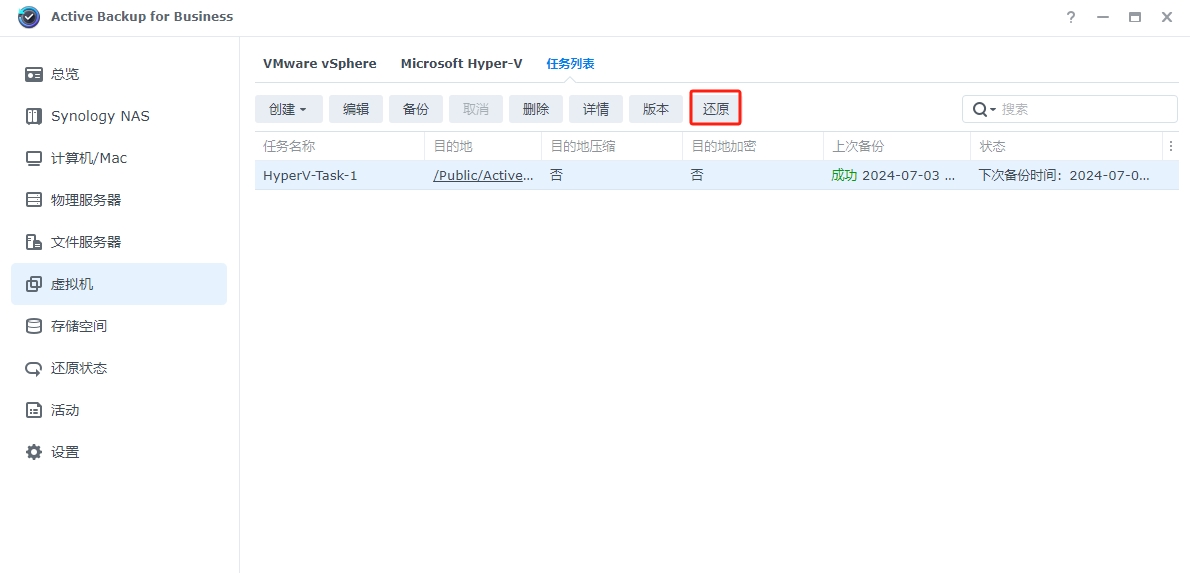 Active Backup for Business
?
总览
Synology NAS
计算机/Mac
物理服务器
文件服务器
虚拟机
存储空间
还原状态
活动
设置
VMware vSphere Microsoft Hyper-V 任务列表
创建 编辑 备份 取消 删除 详情 版本 还原 搜索
任务名称 目的地 目的地压缩 目的地加密 上次备份 状态
HyperV-Task-1 /Public/Active... 否 否 成功 2024-07-03 ... 下次备份时间：2024-07-0...